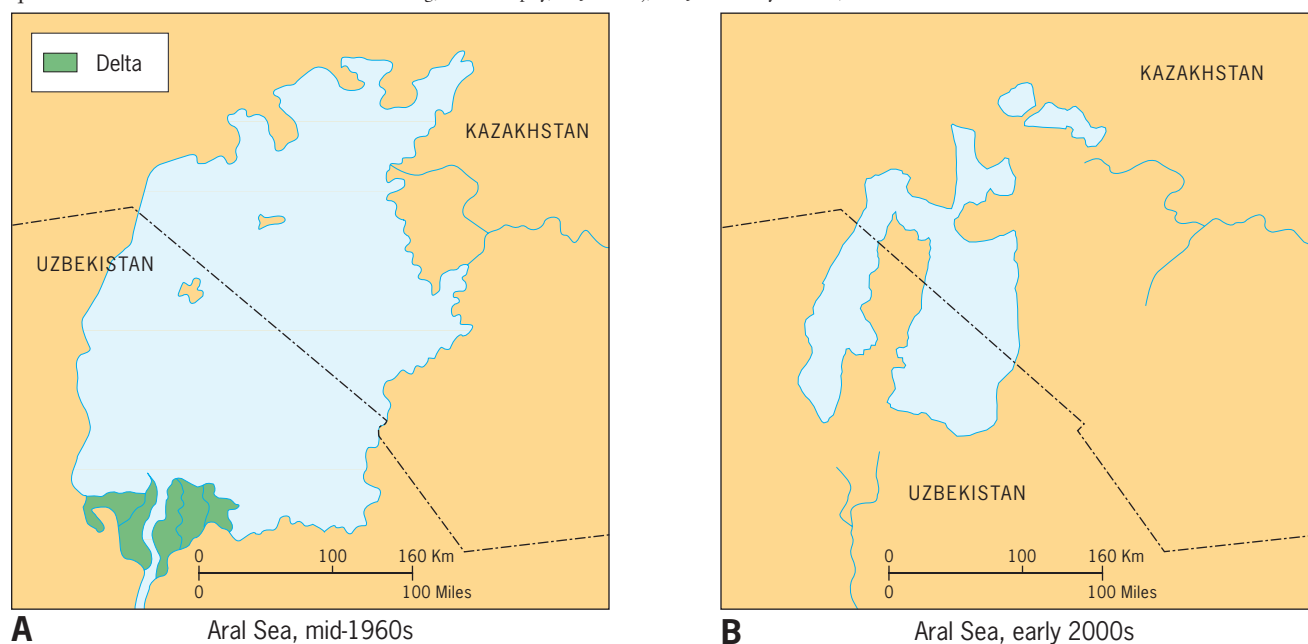 Delta
KAZAKHSTAN
UZBEKISTAN
0 100 160 Km
0 100 Miles
A Aral Sea, mid-1960s
KAZAKHSTAN
UZBEKISTAN
0 100 160 Km
0 100 Miles
B Aral Sea, early 2000s